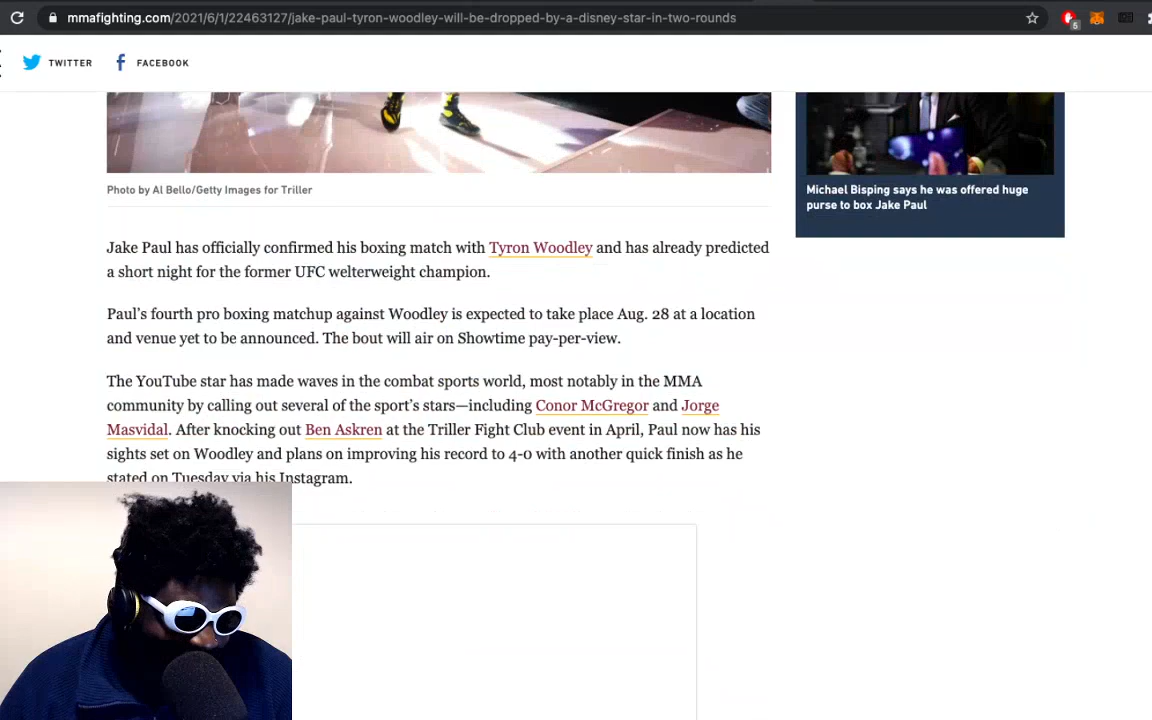 mmafighting.com/2021/6/1/22463127/jake-paul-tyron-woodley-will-be-dropped-by-a-disney-star-in-two-rounds
6
TWITTER
FACEBOOK
Photo by Al Bello/Getty Images for Triller
Michael Bisping says he was offered huge
purse to box Jake Paul
Jake Paul has officially confirmed his boxing match with Tyron Woodley and has already predicted
a short night for the former UFC welterweight champion.
Paul’s fourth pro boxing matchup against Woodley is expected to take place Aug. 28 at a location
and venue yet to be announced. The bout will air on Showtime pay-per-view.
The YouTube star has made waves in the combat sports world, most notably in the MMA
community by calling out several of the sport’s stars—including Conor McGregor and Jorge
Masvidal. After knocking out Ben Askren at the Triller Fight Club event in April, Paul now has his
sights set on Woodley and plans on improving his record to 4-0 with another quick finish as he
stated on Tuesday via his Instagram.